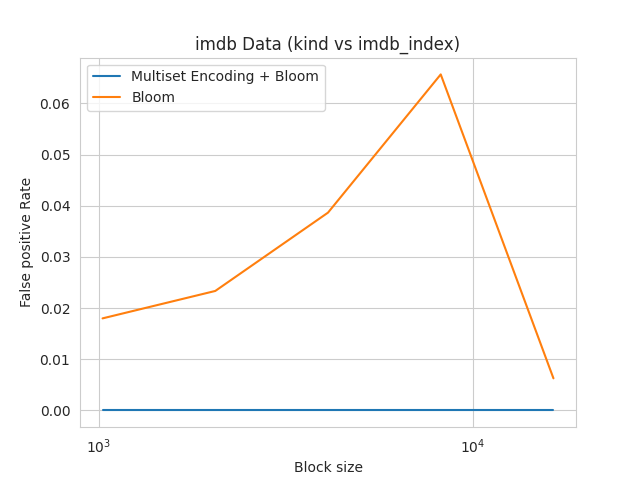 imdb Data (kind vs imdb_index)
Multiset Encoding + Bloom
Bloom
False positive Rate
0.06
0.05
0.04
0.03
0.02
0.01
0.00
10³
10⁴
Block size